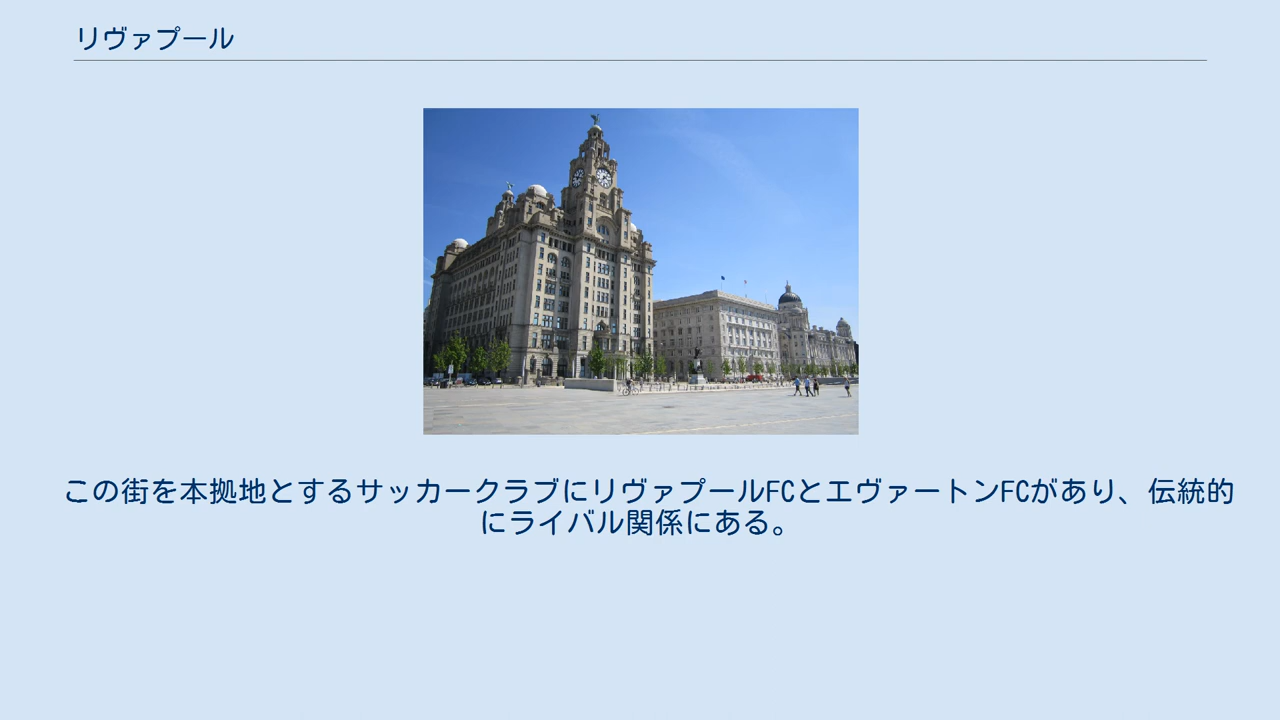 リヴァプール
この街を本拠地とするサッカークラブにリヴァプールFCとエヴァートンFCがあり、伝統的
にライバル関係にある。